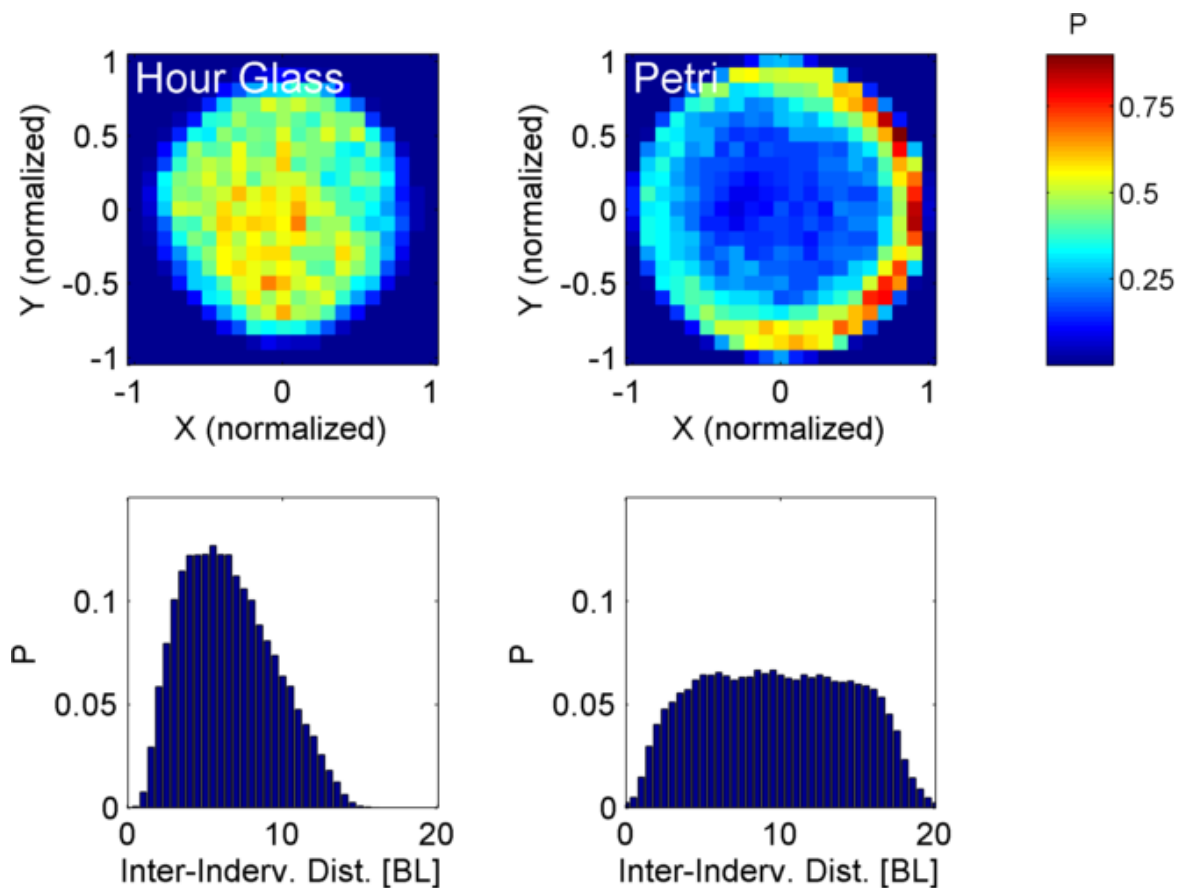 P
Hour Glass
Petri
1
0.5
0
-0.5
-1
Y (normalized)
-1
0
1
X (normalized)
1
0.5
0
-0.5
-1
Y (normalized)
-1
0
1
X (normalized)
0.75
0.5
0.25
0.1
0.05
0
P
0
10
20
Inter-Inderv. Dist. [BL]
0.1
0.05
0
P
0
10
20
Inter-Inderv. Dist. [BL]